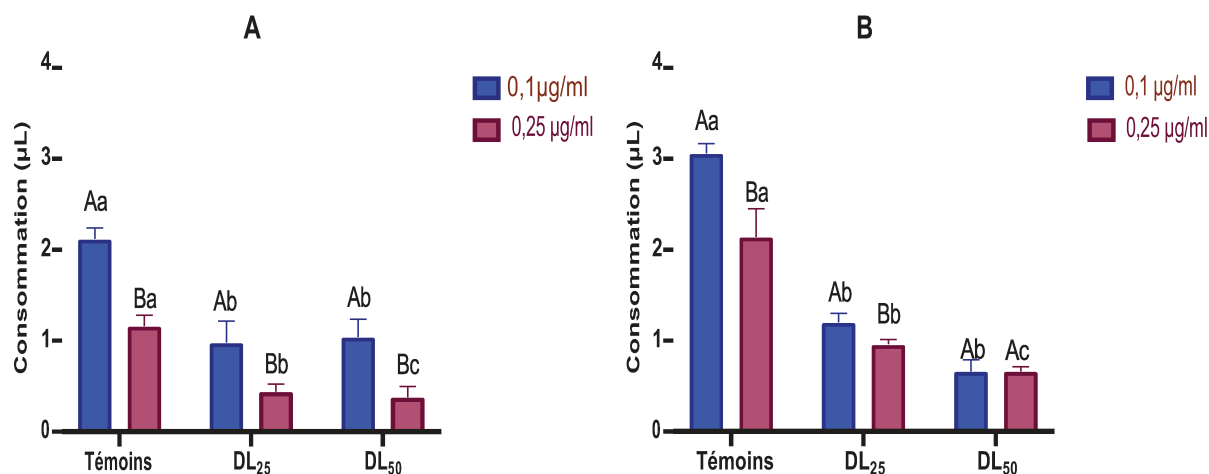 A
Consommation (µL)
4
3
2
1
0
0,1µg/ml
0,25 µg/ml
Aa
Ba
Ab
Bb
Ab
Bc
Témoins
DL25
DL50
B
Consommation (µL)
4
3
2
1
0
0,1 µg/ml
0,25 µg/ml
Aa
Ba
Ab
Bb
Ab
Ac
Témoins
DL25
DL50